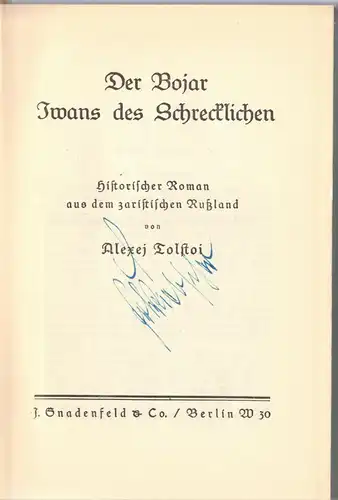 Der Bojar
Iwans des Schrecklichen
Historischer Roman
aus dem zaristischen Rußland
von
Alexej Tolstoi
J. Gnadenfeld & Co. / Berlin W 30